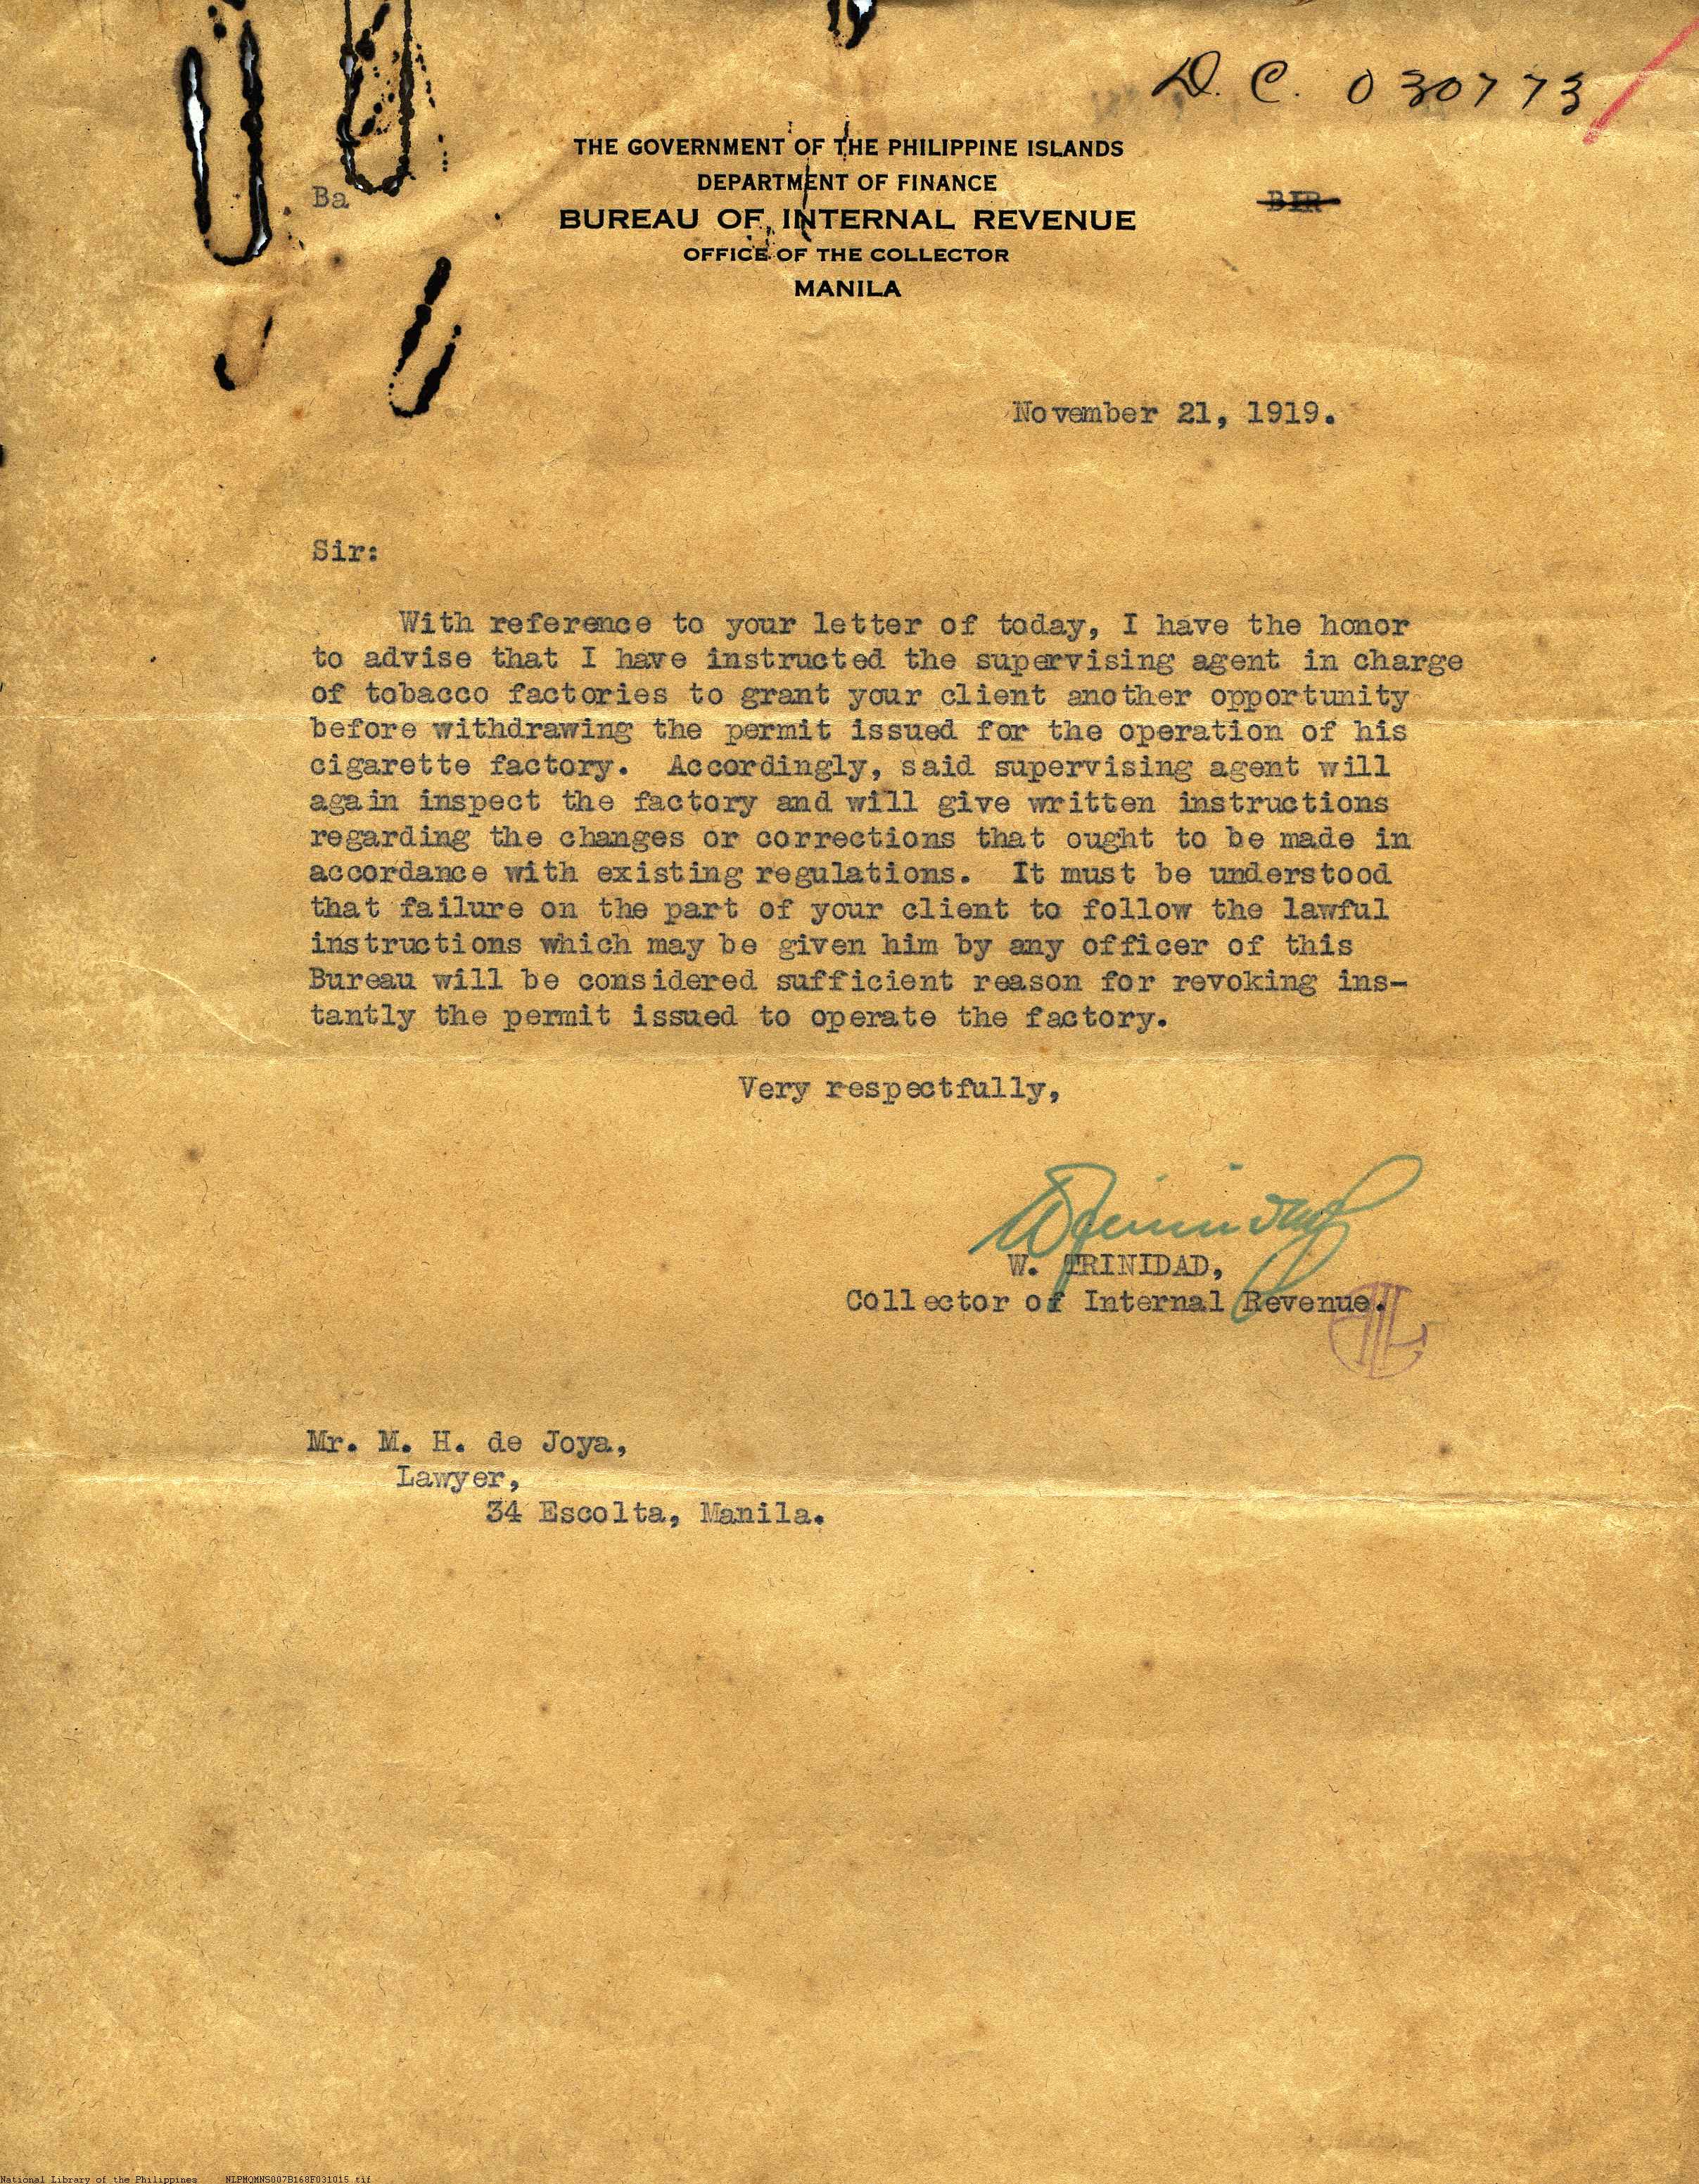 D. C. 030773
THE GOVERNMENT OF THE PHILIPPINE ISLANDS
DEPARTMENT OF FINANCE
Ba
BIR
BUREAU OF INTERNAL REVENUE
OFFICE OF THE COLLECTOR
MANILA
November 21, 1919.
Sir:
With reference to your letter of today, I have the honor
to advise that I have instructed the supervising agent in charge
of tobacco factories to grant your client another opportunity
before withdrawing the permit issued for the operation of his
cigarette factory. Accordingly, said supervising agent will
again inspect the factory and will give written instructions
regarding the changes or corrections that ought to be made in
accordance with existing regulations. It must be understood
that failure on the part of your client to follow the lawful
instructions which may be given him by any officer of this
Bureau will be considered sufficient reason for revoking ins-
tantly the permit issued to operate the factory.
Very respectfully,
WTrinidad
W. TRINIDAD,
Collector of Internal Revenue.
Mr. M. H. de Joya,
Lawyer,
34 Escolta, Manila.
National Library of the Philippines NLPMQMNS007B168F031015.tif